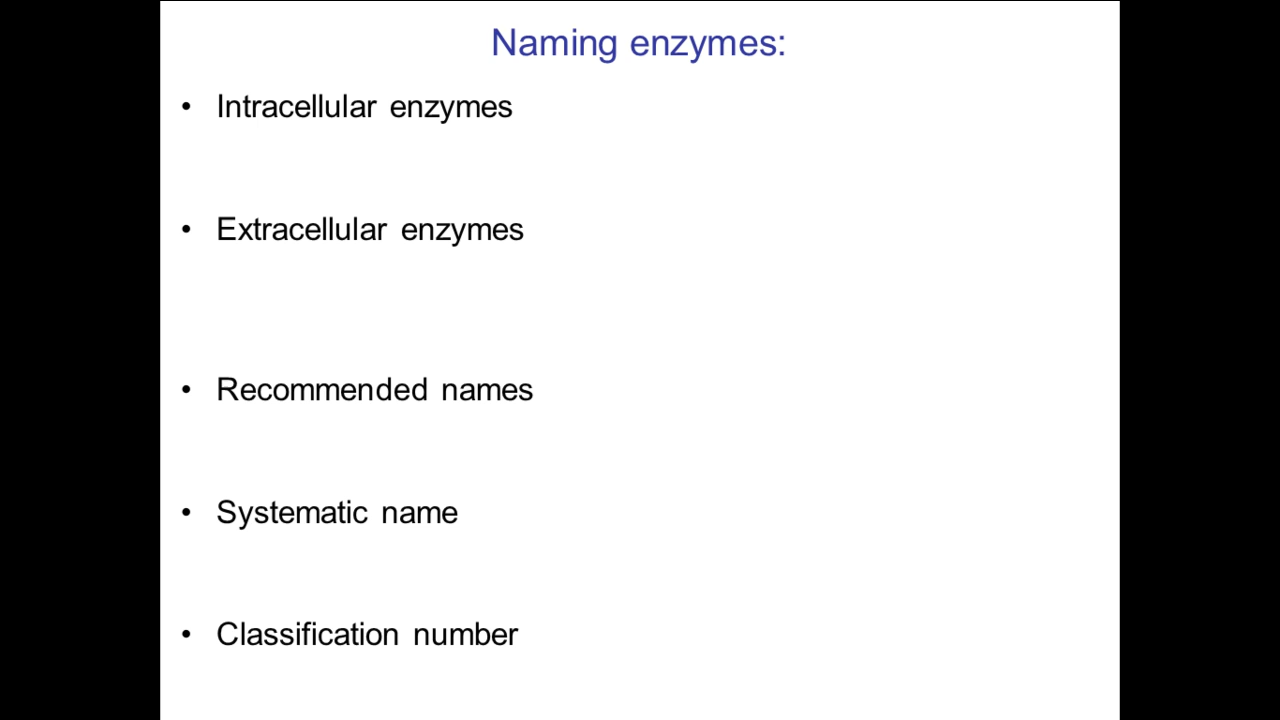 Naming enzymes:
• Intracellular enzymes
• Extracellular enzymes
• Recommended names
• Systematic name
• Classification number